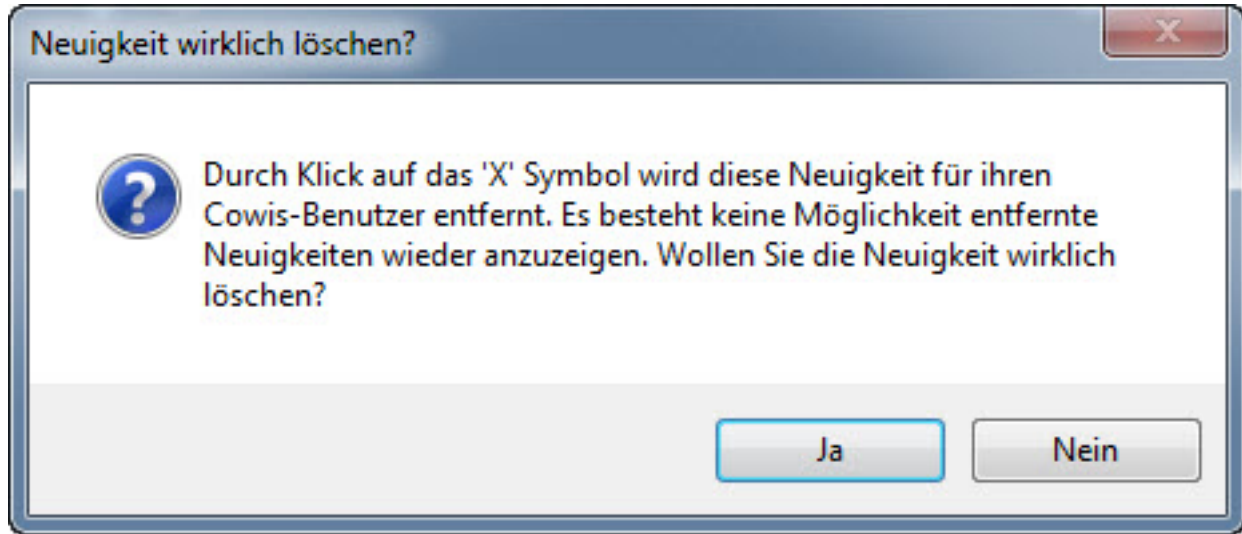 Neuigkeit wirklich löschen?
Durch Klick auf das 'X' Symbol wird diese Neuigkeit für ihren
Cowis-Benutzer entfernt. Es besteht keine Möglichkeit entfernte
Neuigkeiten wieder anzuzeigen. Wollen Sie die Neuigkeit wirklich
löschen?
Ja
Nein